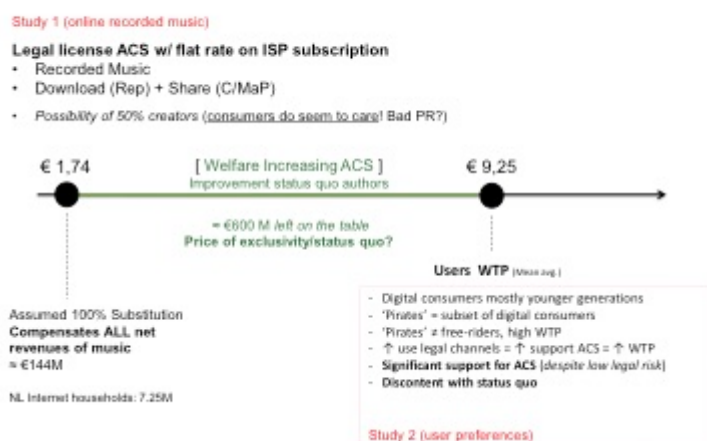 Study 1 (online recorded music)
Legal license ACS w/ flat rate on ISP subscription
• Recorded Music
• Download (Rep) + Share (C/MaP)
• Possibility of 50% creators (consumers do seem to care! Bad PR?)
€ 1,74
[ Welfare Increasing ACS ]
€ 9,25
Improvement status quo authors
≈ €600 M left on the table
Price of exclusivity/status quo?
Users WTP (Mean avg.)
Assumed 100% Substitution
Compensates ALL net
revenues of music
≈ €144M
NL Internet households: 7.25M
- Digital consumers mostly younger generations
- 'Pirates' = subset of digital consumers
- 'Pirates' ≠ free-riders, high WTP
- ↑ use legal channels = ↑ support ACS = ↑ WTP
- Significant support for ACS (despite low legal risk)
- Discontent with status quo
Study 2 (user preferences)